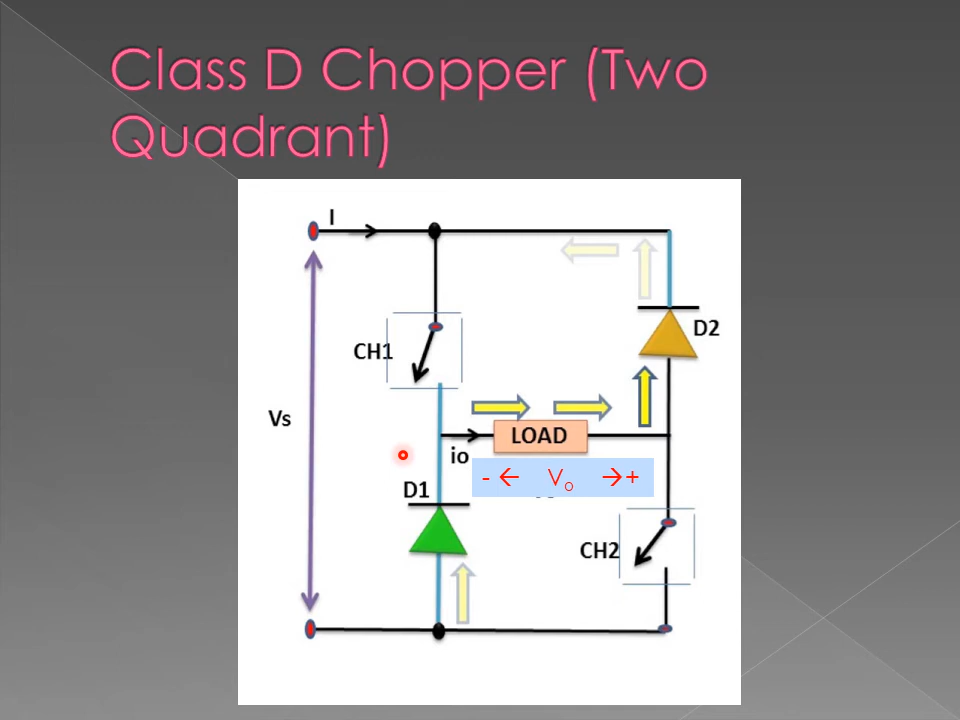 Class D Chopper (Two
Quadrant)
I
D2
CH1
Vs
LOAD
io
- ← Vo →+
D1
CH2